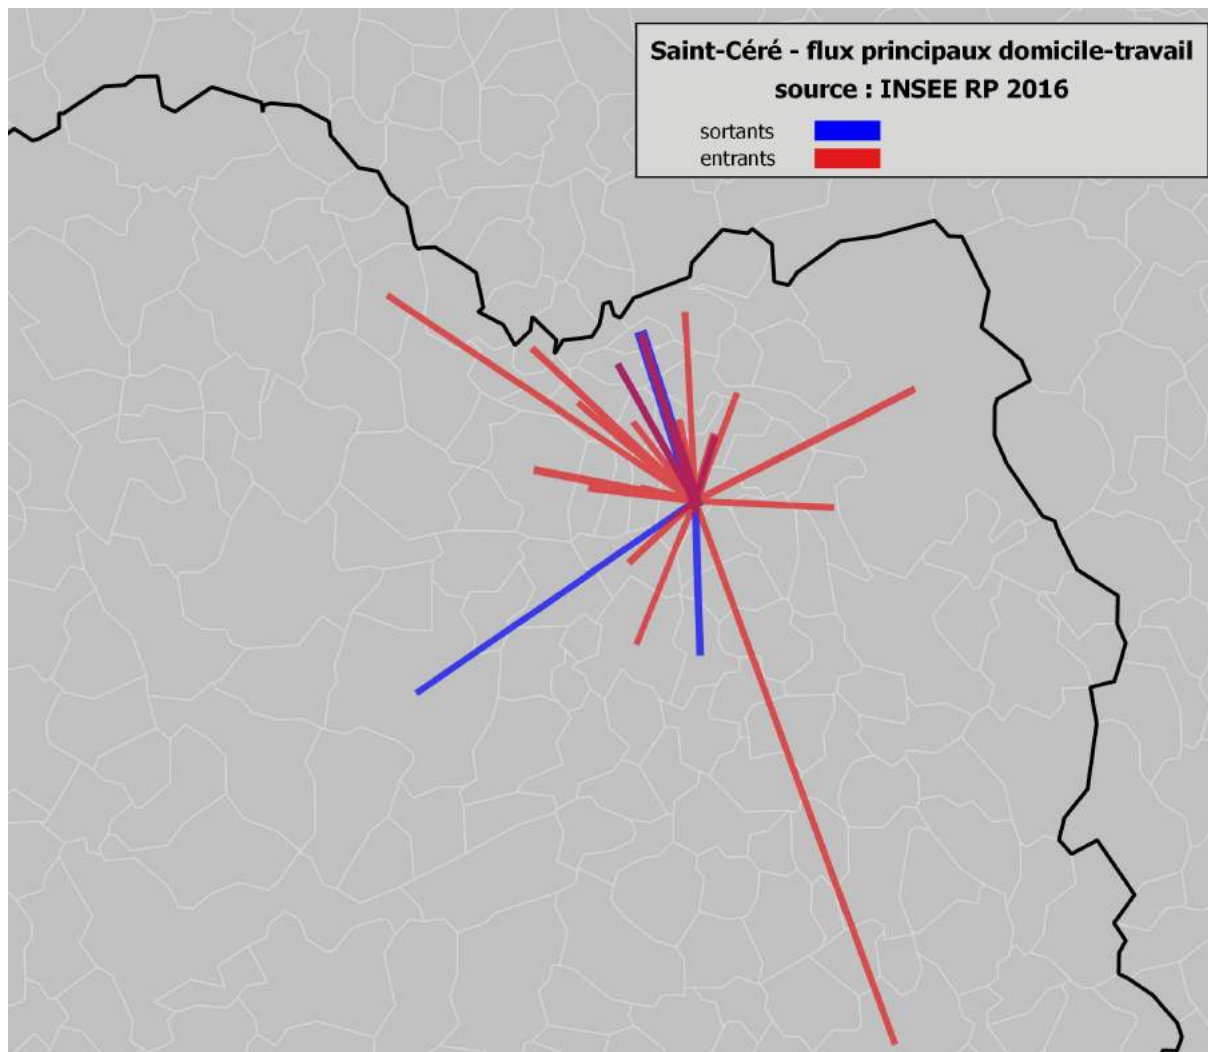 Saint-Céré - flux principaux domicile-travail
source : INSEE RP 2016
sortants
entrants